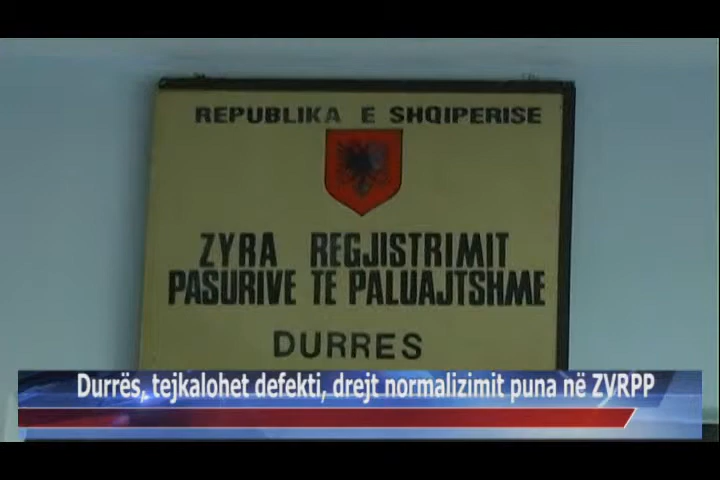 REPUBLIKA E SHQIPERISE
ZYRA REGJISTRIMIT
PASURIVE TE PALUAJTSHME
DURRES
Durrës, tejkalohet defekti, drejt normalizimit puna në ZVRPP